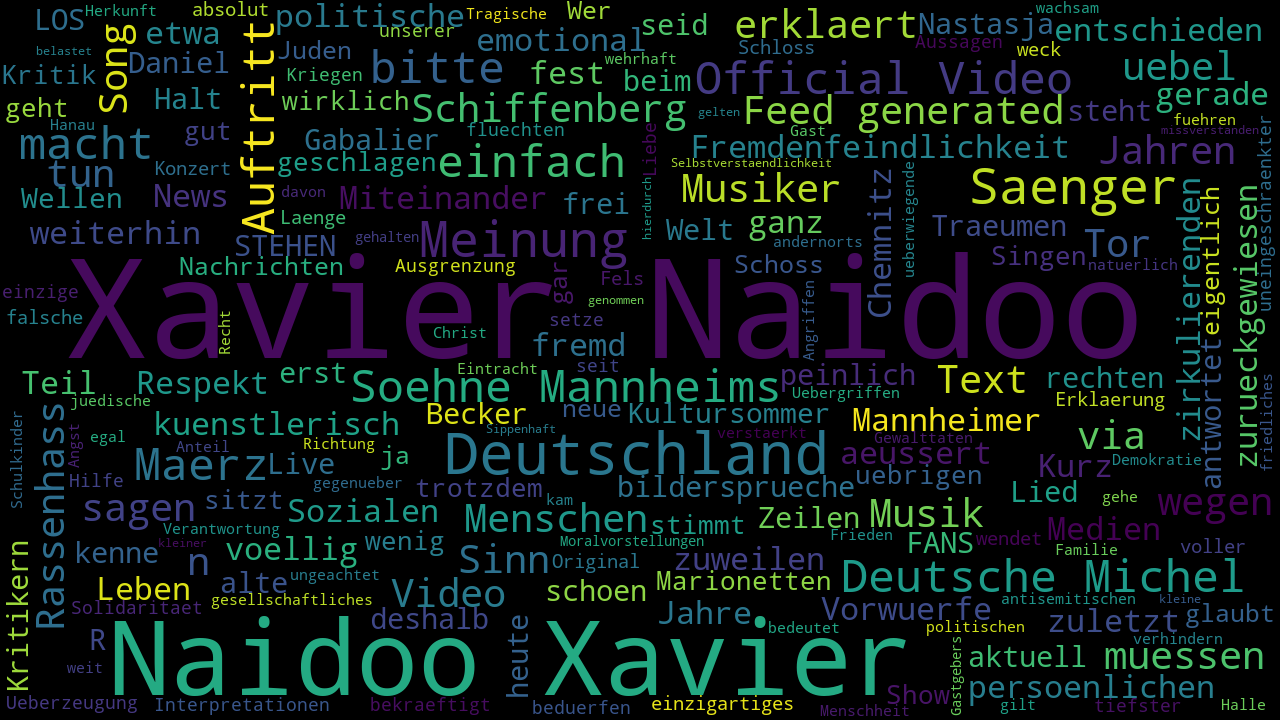 LOS
Herkunft
absolut
politische
Tragische
Wer
wachsam
Song
etwa
unserer
emotional
seid
erklaert
Nastasja
entschieden
belastet
Daniel
Auftritt
Juden
bitte
wehrhaft
Schloss
Aussagen
weck
Kritik
Kriegen
fest
beim
Official Video
uebel
geht
Halt
wirklich
Schiffenberg
gelten
Feed generated
steht
gerade
Hanau
gut
Gabalier
fluechten
Liebe
Gast
fuehren
macht
Konzert
geschlagen
einfach
Fremdenfeindlichkeit
Jahren
missverstanden
uneingeschraenkter
tun
Selbstverstaendlichkeit
Wellen
News
davon
Miteinander
frei
hierdurch
Musiker
Chemnitz
ueberwiegender
Saenger
Laenge
Welt
ganz
Traeumen
weiterhin
STEHEN
gehalten
Meinung
andernorts
Tor
Nachrichten
Ausgrenzung
gar
Fels
Schoss
Singen
natuerlich
zirkulierenden
eigentlich
zurueckgewiesen
einzige
Xavier Naidoo
genommen
falsche
Recht
Christ
setze
fremd
Angriffen
Teil
Respekt
erst
Eintracht
seit
peinlich
Text
rechten
antwortet
friedliches
juedische
Soehne Mannheims
Uebergriffen
Erklaerung
Schulkinder
Rassenhass
kuenstlerisch
Becker
neue
Kultursommer
Mannheimer
via
egal
Angst
Anteil
Richtung
Sippenhaft
verstaerkt
Gewalttaten
Maerz
Live
ja
Deutschland
aeussert
Kurz
Demokratie
Hilfe
gegenueber
trotzdem
bildersprueche
uebrigen
sagen
sitzt
kam
Lied
gehe
wegen
Verantwortung
Sozialen
Menschen
stimmt
Zeilen
Musik
Medien
Kritikern
kleiner
Moralvorstellungen
Frieden
FANS
wendet
kenne
n
voellig
wenig
Sinn
Original
zuweilen
Familie
voller
Leben
alte
ungeachtet
Video
schoen
Marionetten
Deutsche Michel
Solidaritaet
gesellschaftliches
Jahre
Vorwuerfe
antisemitischen
kleine
R
deshalb
heute
bedeutet
politischen
zuletzt
glaubt
weit
Naidoo Xavier
Gastgebers
verhindern
aktuell
muessen
persoenlichen
Ueberzeugung
Interpretationen
bekraeftigt
beduerfen
einzigartiges
Menschheit
Show
gilt
tiefster
Halle